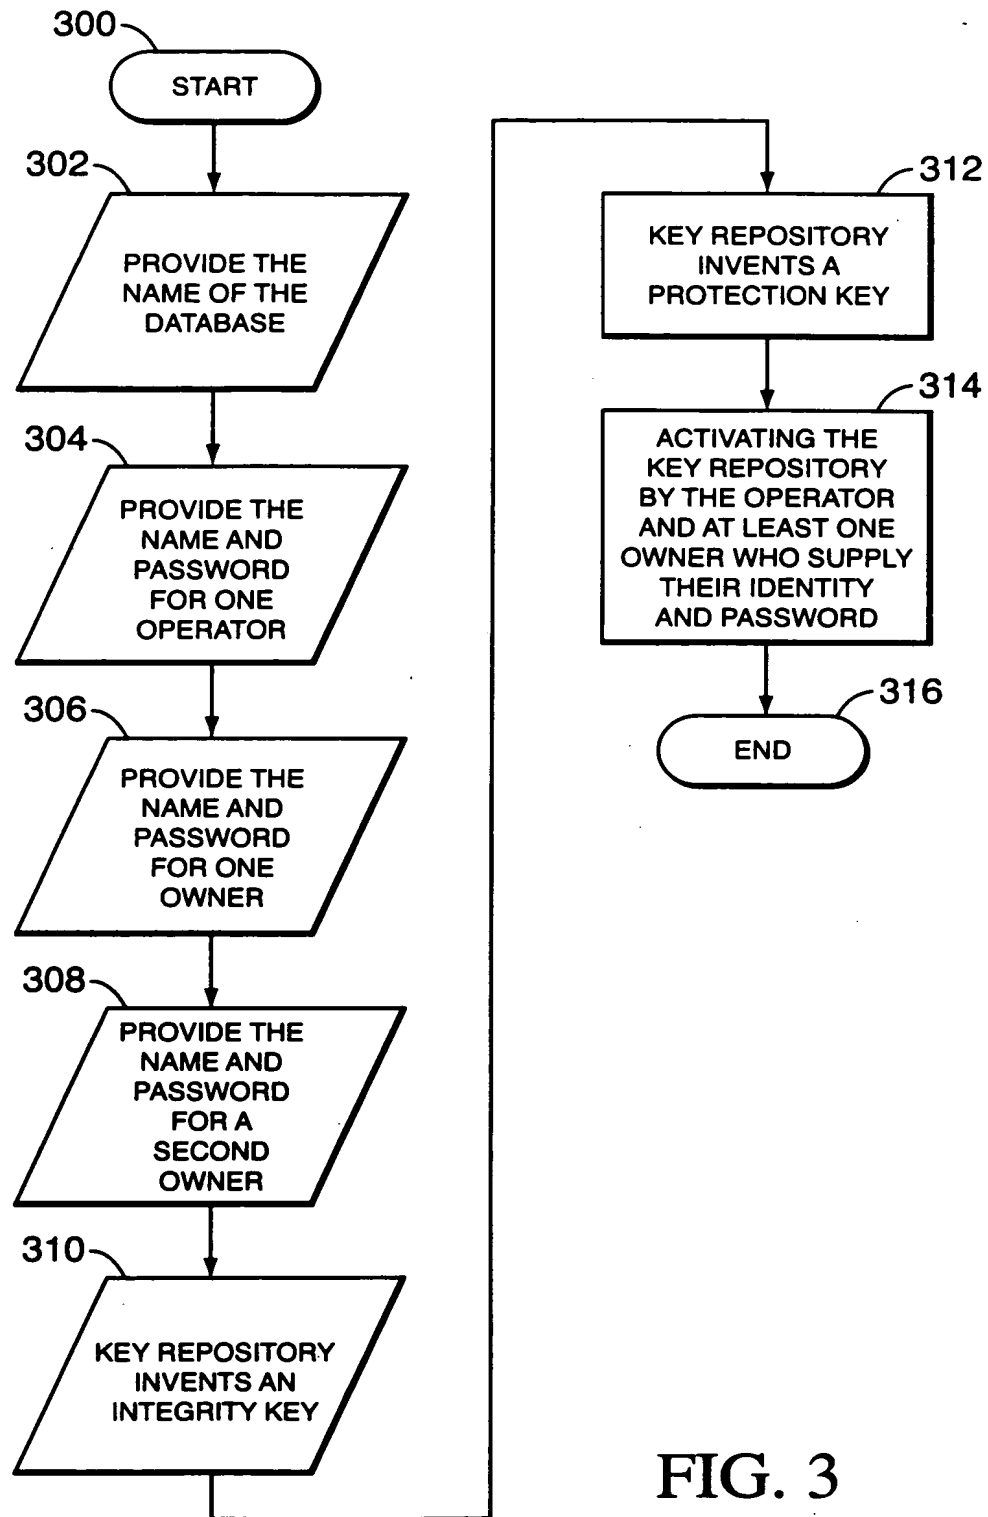 300
START
302
PROVIDE THE
NAME OF THE
DATABASE
304
PROVIDE THE
NAME AND
PASSWORD
FOR ONE
OPERATOR
306
PROVIDE THE
NAME AND
PASSWORD
FOR ONE
OWNER
308
PROVIDE THE
NAME AND
PASSWORD
FOR A
SECOND
OWNER
310
KEY REPOSITORY
INVENTS AN
INTEGRITY KEY
312
KEY REPOSITORY
INVENTS A
PROTECTION KEY
314
ACTIVATING THE
KEY REPOSITORY
BY THE OPERATOR
AND AT LEAST ONE
OWNER WHO SUPPLY
THEIR IDENTITY
AND PASSWORD
316
END
FIG. 3